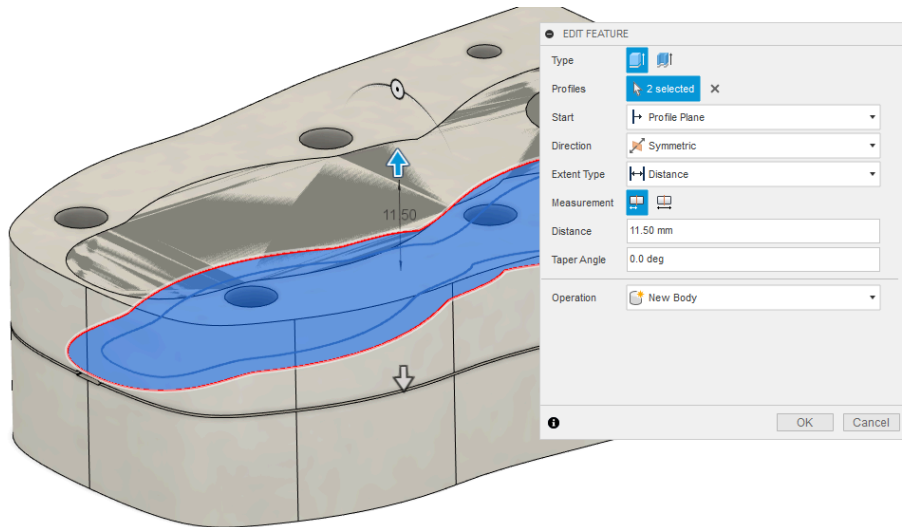 EDIT FEATURE
Type
Profiles 2 selected
Start Profile Plane
Direction Symmetric
Extent Type Distance
Measurement
Distance 11.50 mm
Taper Angle 0.0 deg
Operation New Body
OK Cancel
11.50